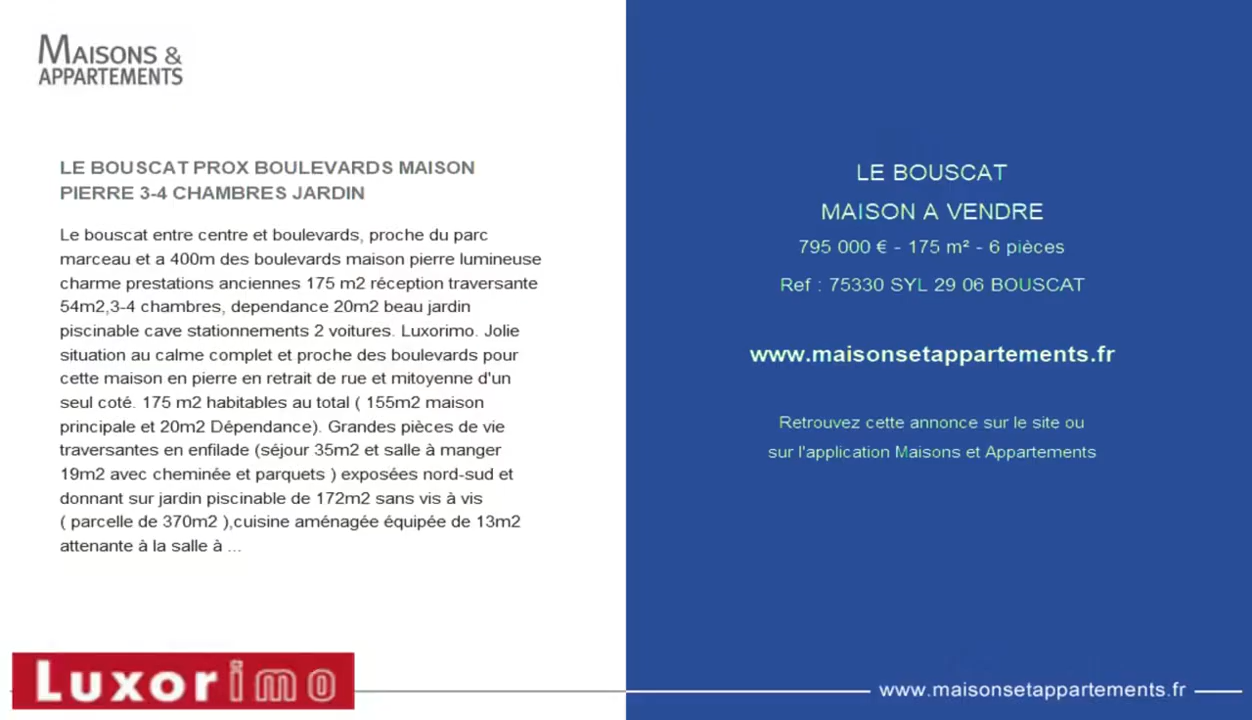 MAISONS &
APPARTEMENTS
LE BOUSCAT PROX BOULEVARDS MAISON
PIERRE 3-4 CHAMBRES JARDIN
Le bouscat entre centre et boulevards, proche du parc
marceau et a 400m des boulevards maison pierre lumineuse
charme prestations anciennes 175 m2 réception traversante
54m2,3-4 chambres, dependance 20m2 beau jardin
piscinable cave stationnements 2 voitures. Luxorimo. Jolie
situation au calme complet et proche des boulevards pour
cette maison en pierre en retrait de rue et mitoyenne d'un
seul coté. 175 m2 habitables au total ( 155m2 maison
principale et 20m2 Dépendance). Grandes pièces de vie
traversantes en enfilade (séjour 35m2 et salle à manger
19m2 avec cheminée et parquets ) exposées nord-sud et
donnant sur jardin piscinable de 172m2 sans vis à vis
( parcelle de 370m2 ),cuisine aménagée équipée de 13m2
attenante à la salle à ...
Luxorimo
LE BOUSCAT
MAISON A VENDRE
795 000 € - 175 m² - 6 pièces
Ref : 75330 SYL 29 06 BOUSCAT
www.maisonsetappartements.fr
Retrouvez cette annonce sur le site ou
sur l'application Maisons et Appartements
www.maisonsetappartements.fr